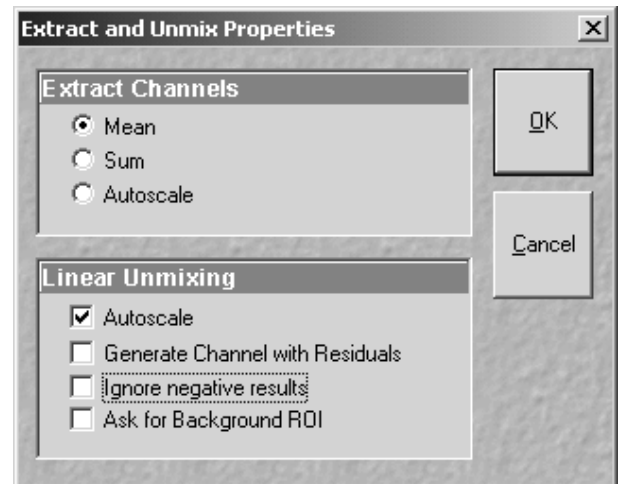 Extract and Unmix Properties
Extract Channels
Mean
Sum
Autoscale
OK
Cancel
Linear Unmixing
Autoscale
Generate Channel with Residuals
Ignore negative results
Ask for Background ROI